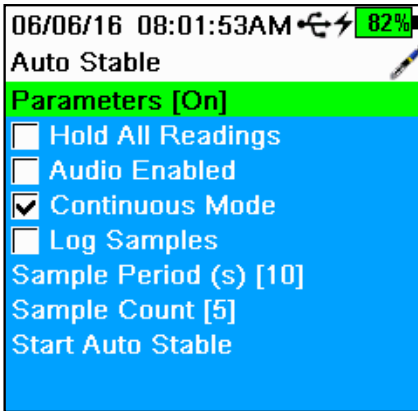 06/06/16 08:01:53AM 82%
Auto Stable
Parameters [On]
Hold All Readings
Audio Enabled
Continuous Mode
Log Samples
Sample Period (s) [10]
Sample Count [5]
Start Auto Stable